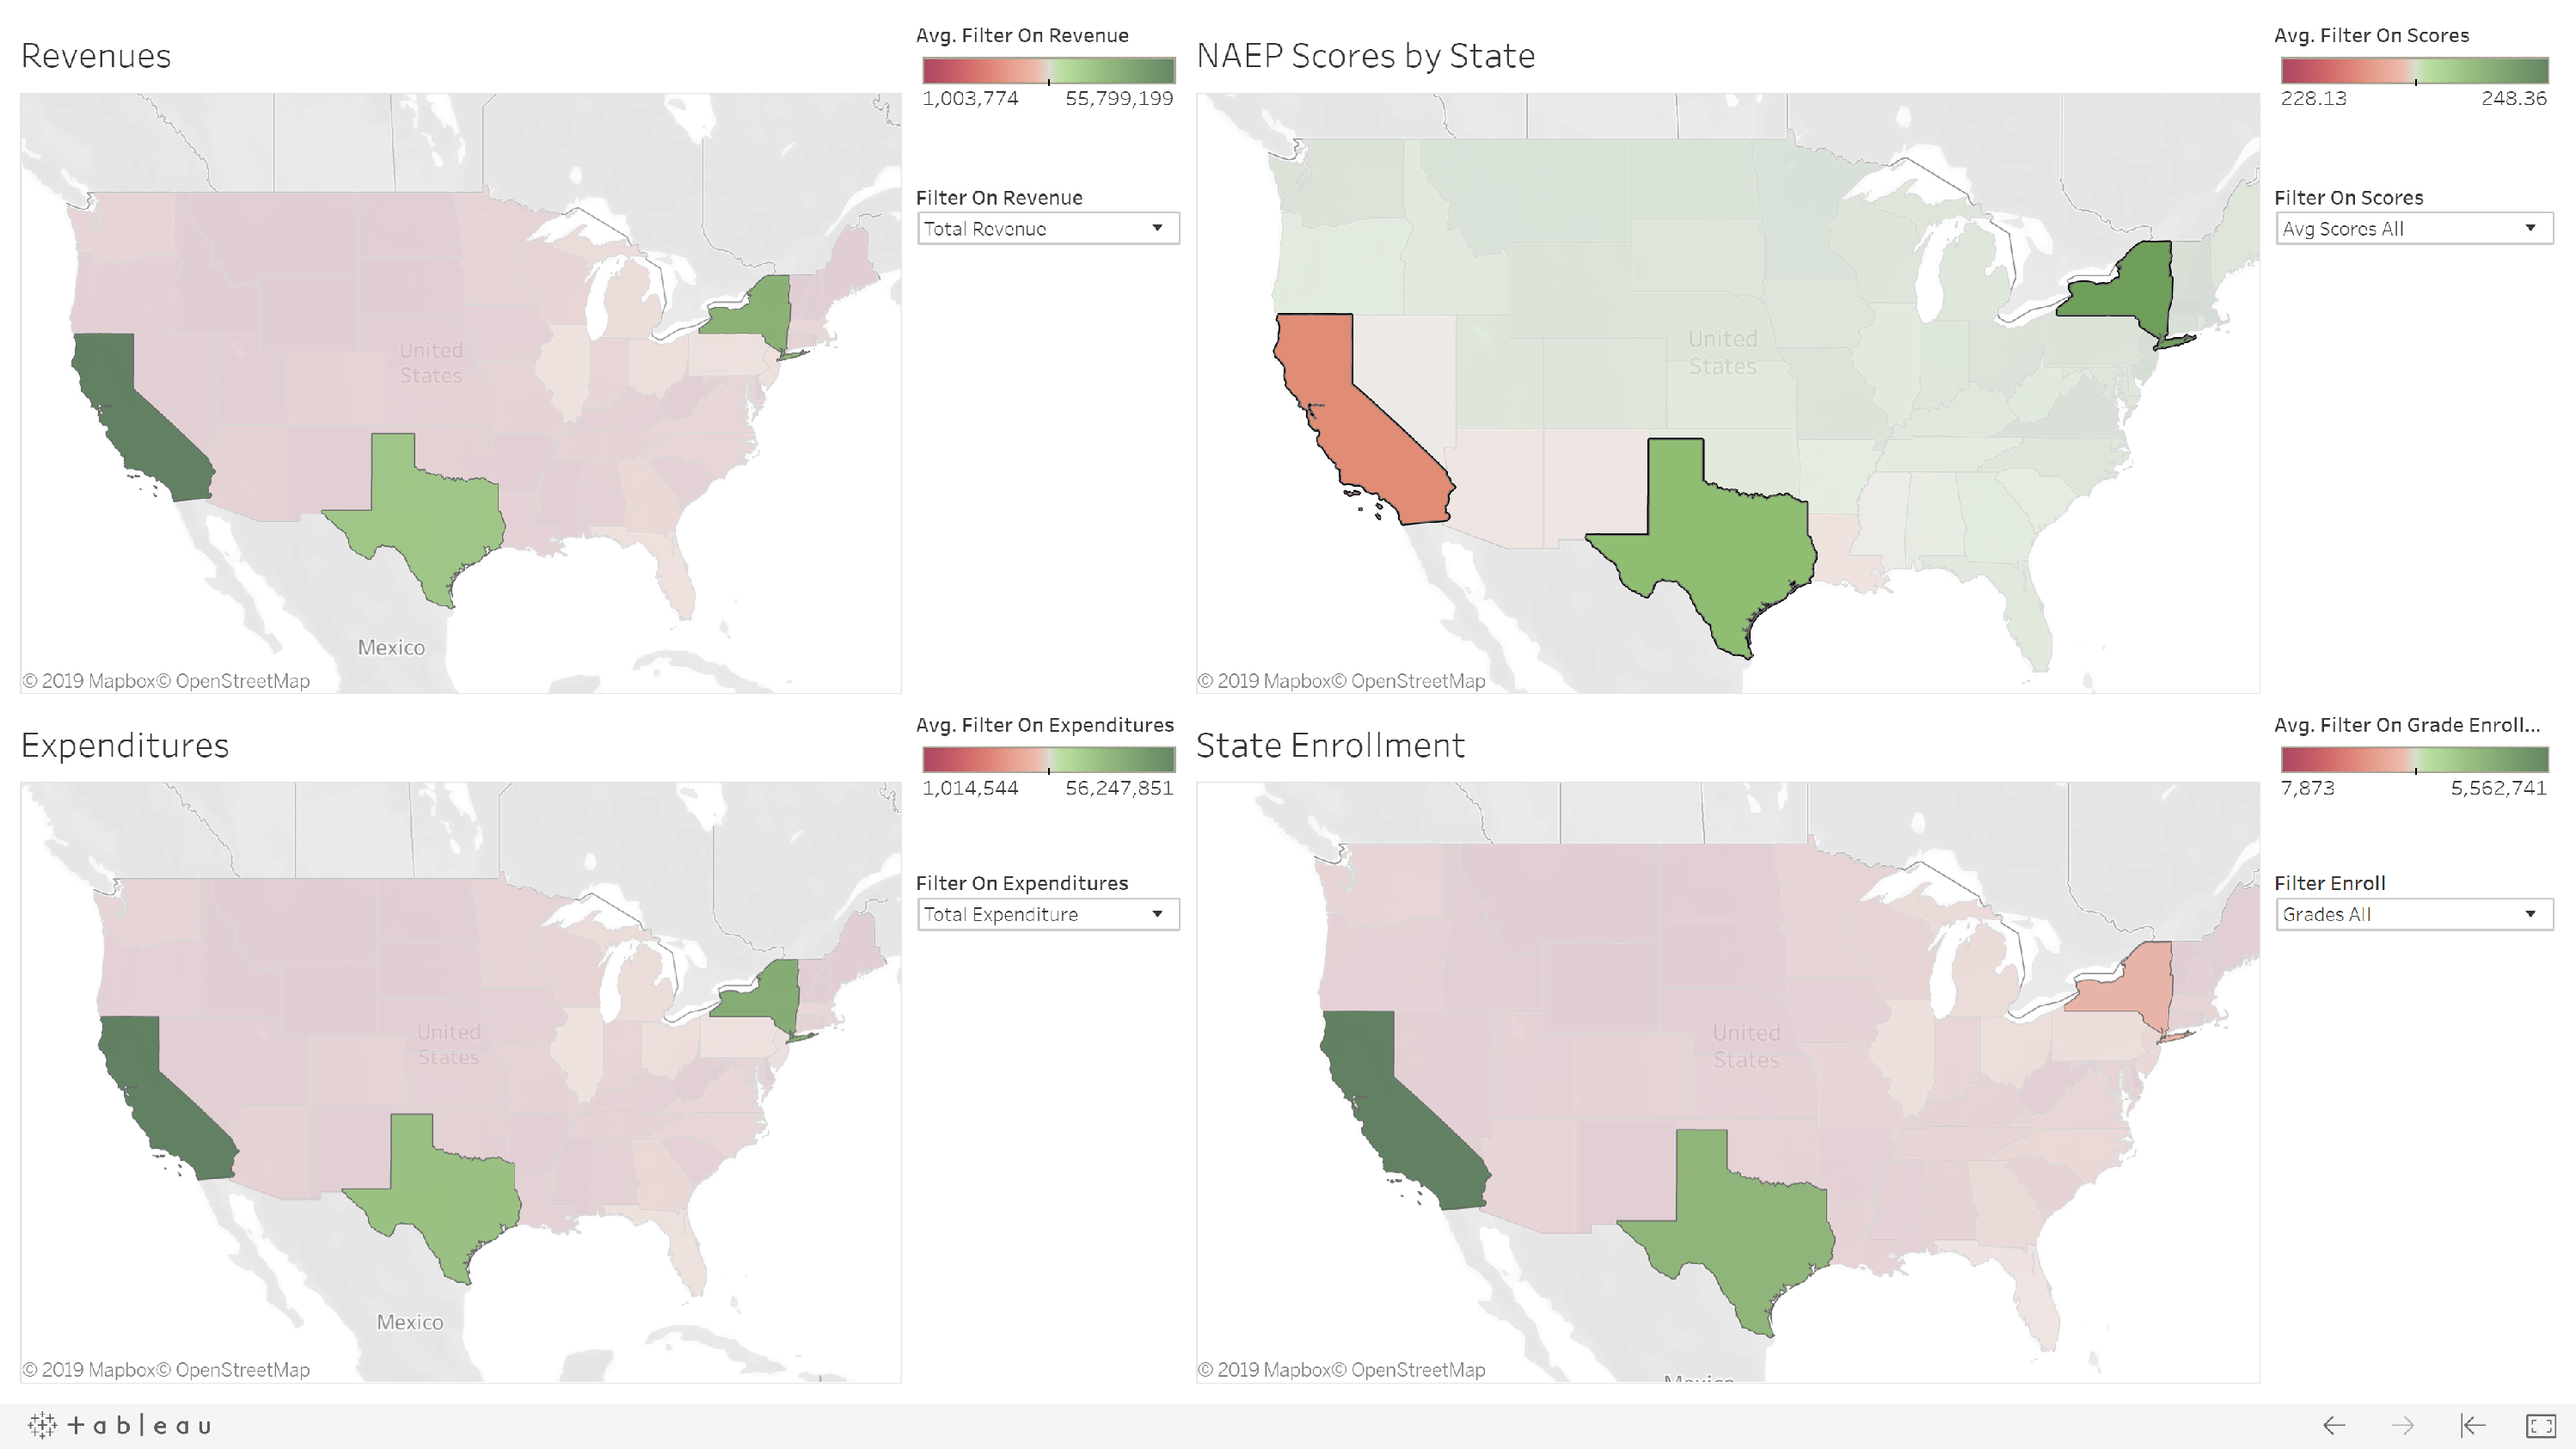 Revenues
Avg. Filter On Revenue
1,003,774 55,799,199
Filter On Revenue
Total Revenue
United
States
Mexico
© 2019 Mapbox© OpenStreetMap
NAEP Scores by State
Avg. Filter On Scores
228.13 248.36
Filter On Scores
Avg Scores All
United
States
© 2019 Mapbox© OpenStreetMap
Expenditures
Avg. Filter On Expenditures
1,014,544 56,247,851
Filter On Expenditures
Total Expenditure
United
States
Mexico
© 2019 Mapbox© OpenStreetMap
State Enrollment
Avg. Filter On Grade Enroll...
7,873 5,562,741
Filter Enroll
Grades All
United
States
Mexico
© 2019 Mapbox© OpenStreetMap
+ a b l e a u